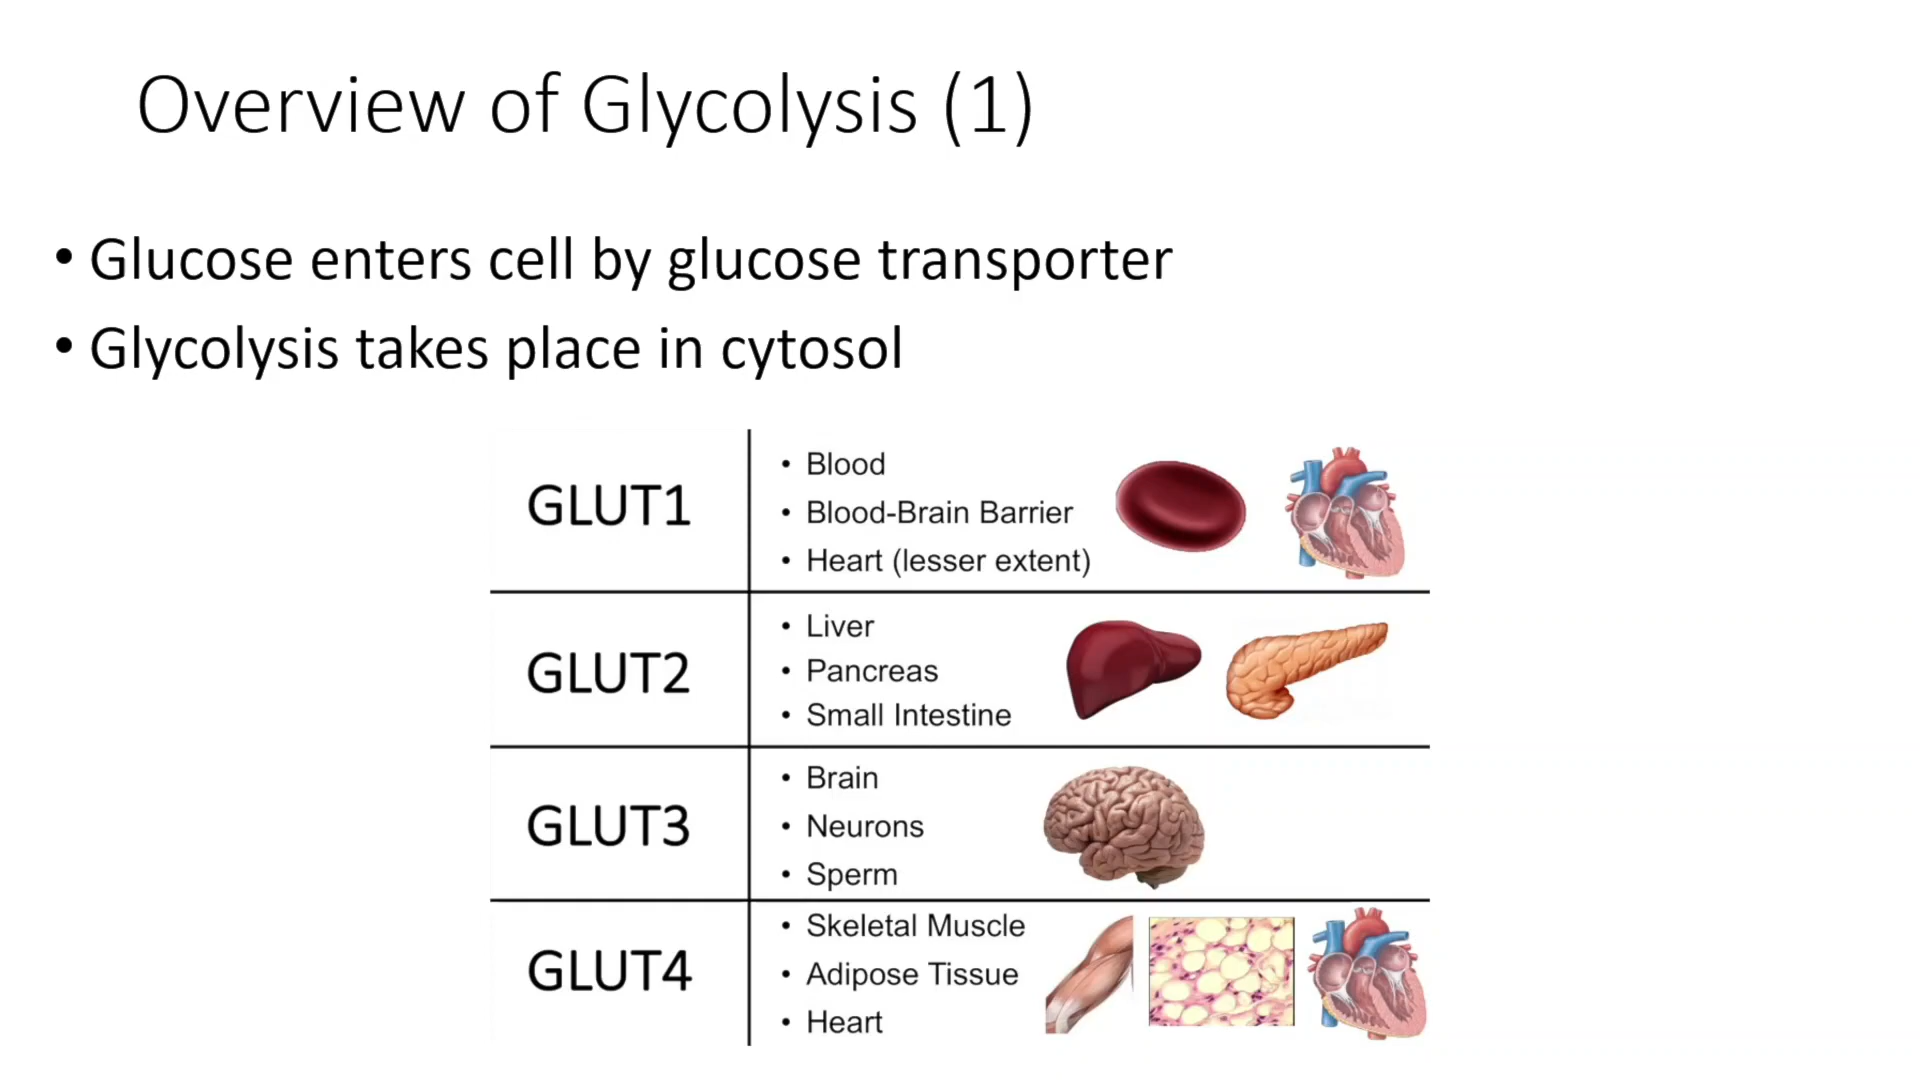 Overview of Glycolysis (1)
• Glucose enters cell by glucose transporter
• Glycolysis takes place in cytosol
GLUT1
• Blood
• Blood-Brain Barrier
• Heart (lesser extent)
GLUT2
• Liver
• Pancreas
• Small Intestine
GLUT3
• Brain
• Neurons
• Sperm
GLUT4
• Skeletal Muscle
• Adipose Tissue
• Heart